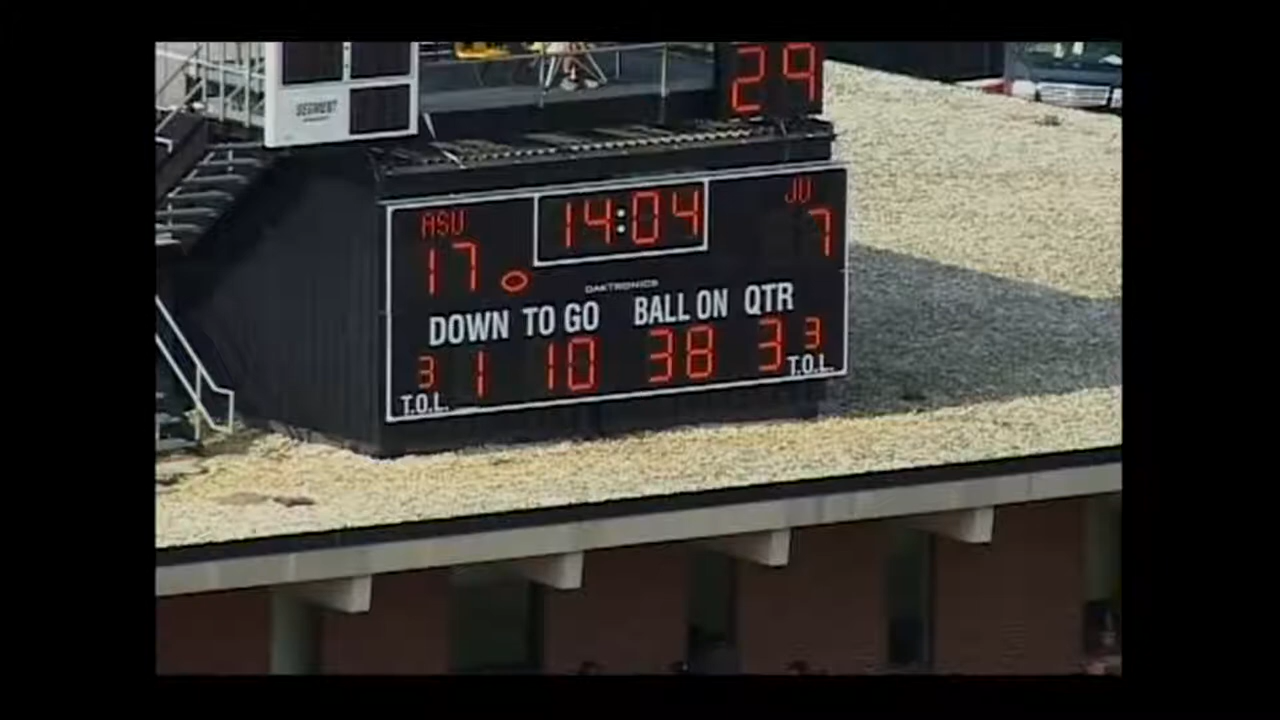 SEGMENT
29
ASU 14:04 JU
17 7
DAKTRONICS
DOWN TO GO BALL ON QTR
3 1 10 38 3 3
T.O.L. T.O.L.